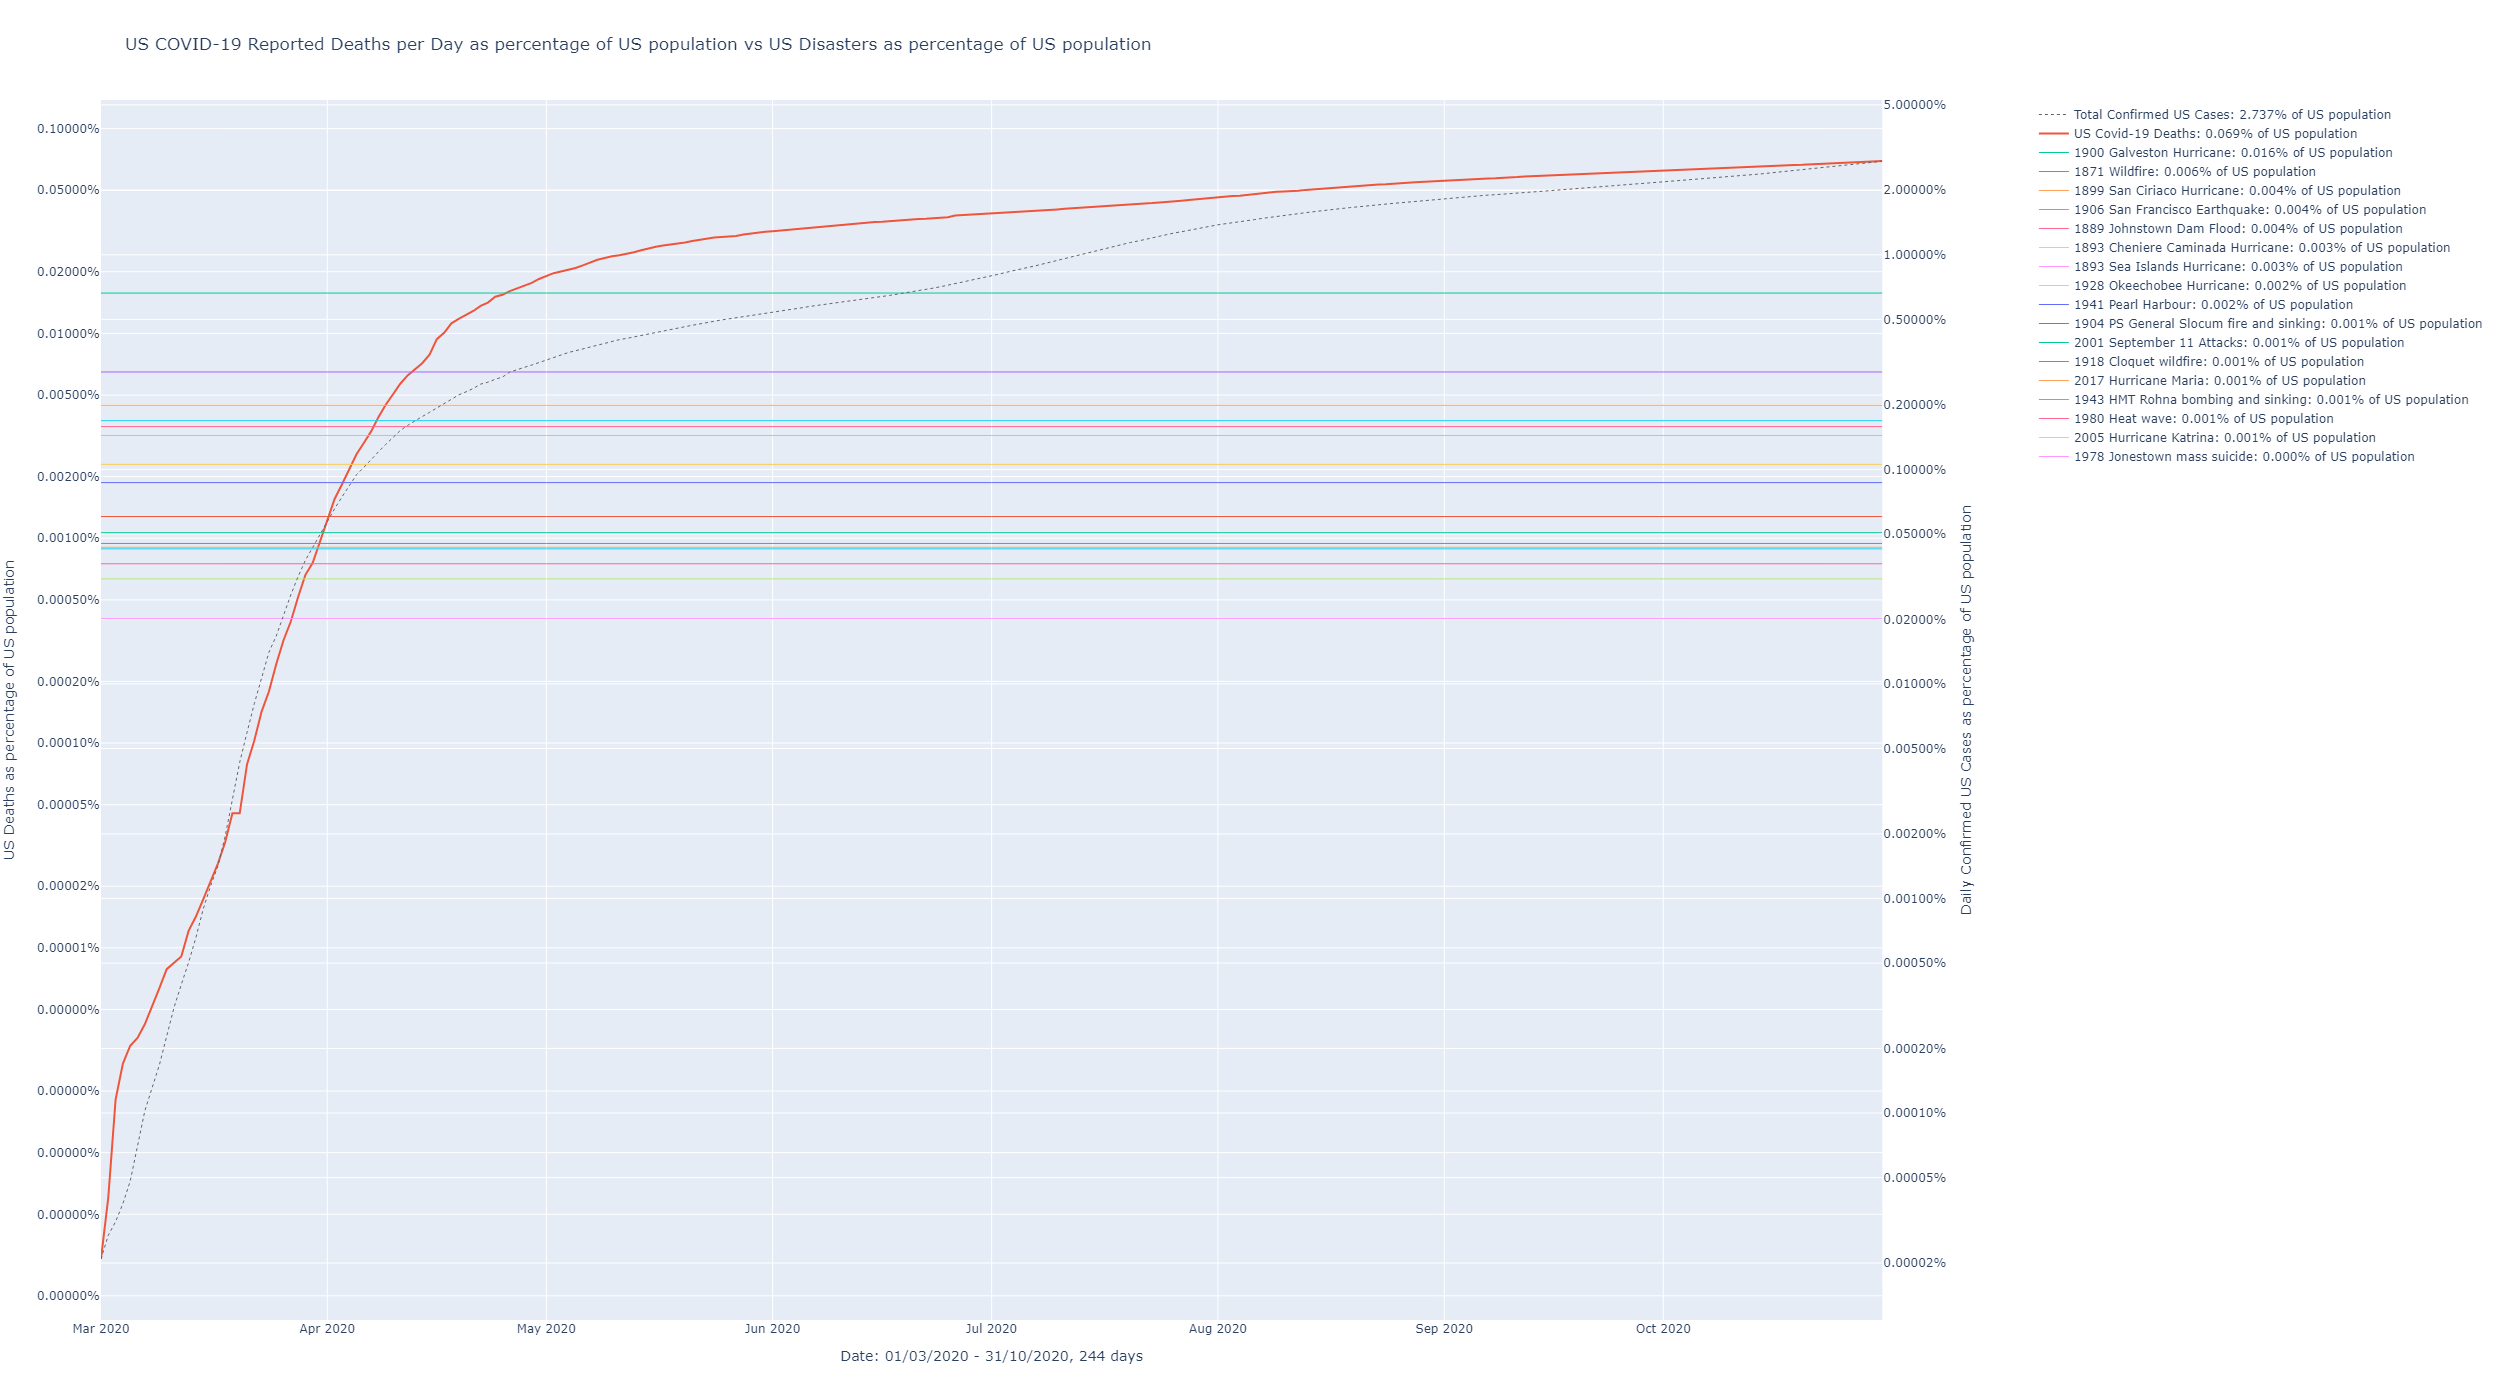 US COVID-19 Reported Deaths per Day as percentage of US population vs US Disasters as percentage of US population
US Deaths as percentage of US population
0.10000%
0.05000%
0.02000%
0.01000%
0.00500%
0.00200%
0.00100%
0.00050%
0.00020%
0.00010%
0.00005%
0.00002%
0.00001%
0.00000%
0.00000%
0.00000%
0.00000%
0.00000%
Mar 2020
Apr 2020
May 2020
Jun 2020
Jul 2020
Aug 2020
Sep 2020
Oct 2020
Date: 01/03/2020 - 31/10/2020, 244 days
5.00000%
2.00000%
1.00000%
0.50000%
0.20000%
0.10000%
0.05000%
0.02000%
0.01000%
0.00500%
0.00200%
0.00100%
0.00050%
0.00020%
0.00010%
0.00005%
0.00002%
Daily Confirmed US Cases as percentage of US population
Total Confirmed US Cases: 2.737% of US population
US Covid-19 Deaths: 0.069% of US population
1900 Galveston Hurricane: 0.016% of US population
1871 Wildfire: 0.006% of US population
1899 San Ciriaco Hurricane: 0.004% of US population
1906 San Francisco Earthquake: 0.004% of US population
1889 Johnstown Dam Flood: 0.004% of US population
1893 Cheniere Caminada Hurricane: 0.003% of US population
1893 Sea Islands Hurricane: 0.003% of US population
1928 Okeechobee Hurricane: 0.002% of US population
1941 Pearl Harbour: 0.002% of US population
1904 PS General Slocum fire and sinking: 0.001% of US population
2001 September 11 Attacks: 0.001% of US population
1918 Cloquet wildfire: 0.001% of US population
2017 Hurricane Maria: 0.001% of US population
1943 HMT Rohna bombing and sinking: 0.001% of US population
1980 Heat wave: 0.001% of US population
2005 Hurricane Katrina: 0.001% of US population
1978 Jonestown mass suicide: 0.000% of US population